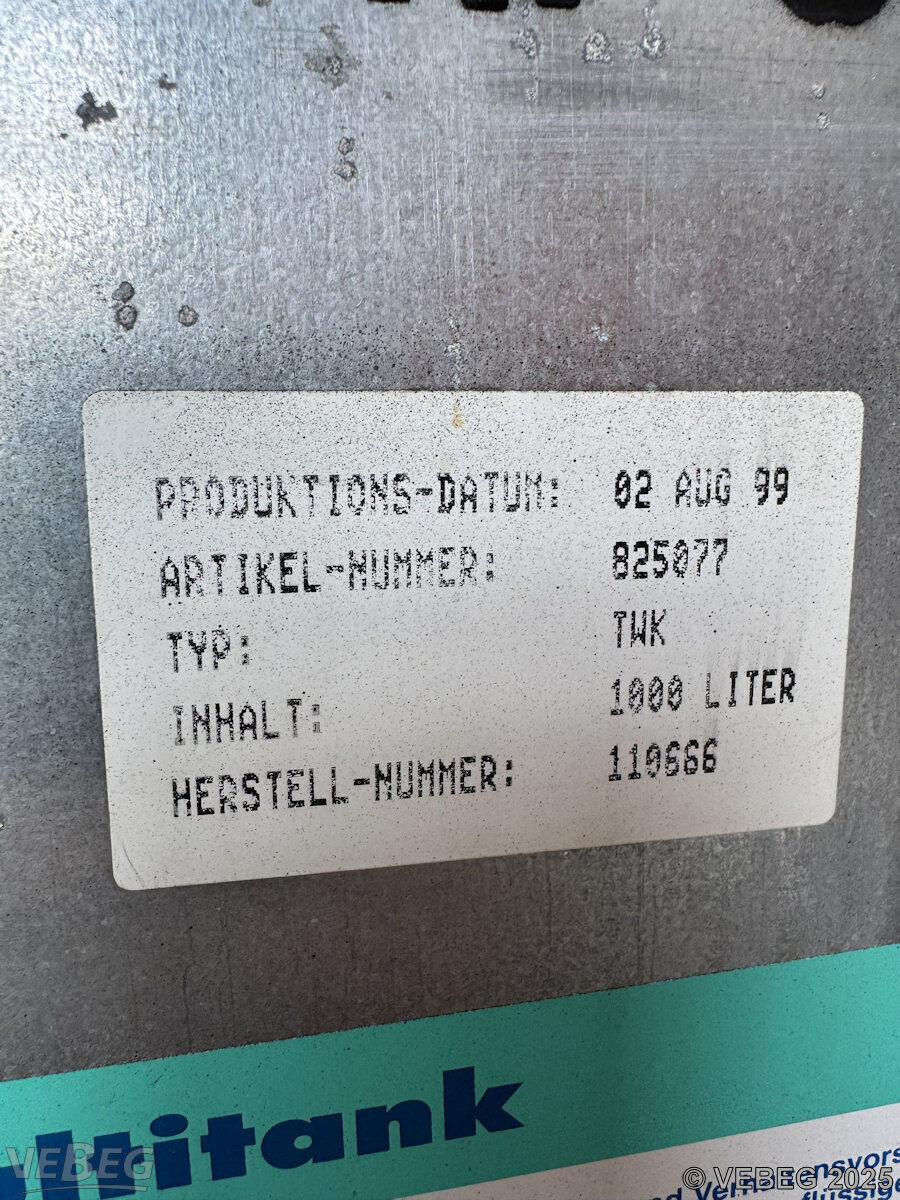 PRODUKTIONS-DATUM: 02 AUG 99
ARTIKEL-NUMMER: 825077
TYP: TWK
INHALT: 1000 LITER
HERSTELL-NUMMER: 110666
ltitank
VEBEG
© VEBEG 2025